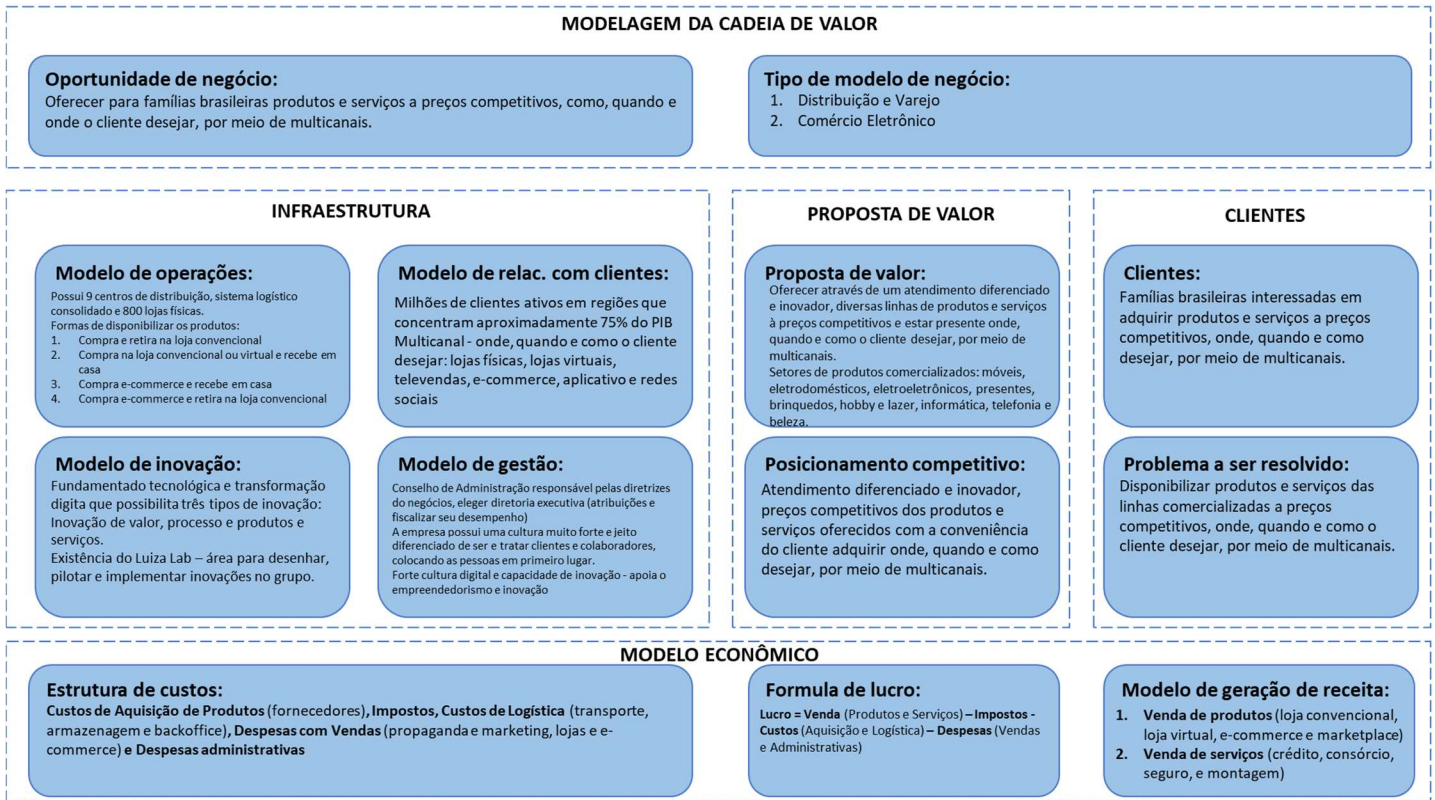 MODELAGEM DA CADEIA DE VALOR
Oportunidade de negócio:
Oferecer para famílias brasileiras produtos e serviços a preços competitivos, como, quando e
onde o cliente desejar, por meio de multicanais.
Tipo de modelo de negócio:
1. Distribuição e Varejo
2. Comércio Eletrônico
INFRAESTRUTURA
Modelo de operações:
Possui 9 centros de distribuição, sistema logístico
consolidado e 800 lojas físicas.
Formas de disponibilizar os produtos:
1. Compra e retira na loja convencional
2. Compra na loja convencional ou virtual e recebe em
casa
3. Compra e-commerce e recebe em casa
4. Compra e-commerce e retira na loja convencional
Modelo de relac. com clientes:
Milhões de clientes ativos em regiões que
concentram aproximadamente 75% do PIB
Multicanal - onde, quando e como o cliente
desejar: lojas físicas, lojas virtuais,
televendas, e-commerce, aplicativo e redes
sociais
Modelo de inovação:
Fundamentado tecnológica e transformação
digita que possibilita três tipos de inovação:
Inovação de valor, processo e produtos e
serviços.
Existência do Luiza Lab – área para desenhar,
pilotar e implementar inovações no grupo.
Modelo de gestão:
Conselho de Administração responsável pelas diretrizes
do negócios, eleger diretoria executiva (atribuições e
fiscalizar seu desempenho)
A empresa possui uma cultura muito forte e jeito
diferenciado de ser e tratar clientes e colaboradores,
colocando as pessoas em primeiro lugar.
Forte cultura digital e capacidade de inovação - apoia o
empreendedorismo e inovação
PROPOSTA DE VALOR
Proposta de valor:
Oferecer através de um atendimento diferenciado
e inovador, diversas linhas de produtos e serviços
à preços competitivos e estar presente onde,
quando e como o cliente desejar, por meio de
multicanais.
Setores de produtos comercializados: móveis,
eletrodomésticos, eletroeletrônicos, presentes,
brinquedos, hobby e lazer, informática, telefonia e
beleza.
Posicionamento competitivo:
Atendimento diferenciado e inovador,
preços competitivos dos produtos e
serviços oferecidos com a conveniência
do cliente adquirir onde, quando e como
desejar, por meio de multicanais.
CLIENTES
Clientes:
Famílias brasileiras interessadas em
adquirir produtos e serviços a preços
competitivos, onde, quando e como
desejar, por meio de multicanais.
Problema a ser resolvido:
Disponibilizar produtos e serviços das
linhas comercializadas a preços
competitivos, onde, quando e como o
cliente desejar, por meio de multicanais.
MODELO ECONÔMICO
Estrutura de custos:
Custos de Aquisição de Produtos (fornecedores), Impostos, Custos de Logística (transporte,
armazenagem e backoffice), Despesas com Vendas (propaganda e marketing, lojas e e-
commerce) e Despesas administrativas
Formula de lucro:
Lucro = Venda (Produtos e Serviços) – Impostos -
Custos (Aquisição e Logística) – Despesas (Vendas
e Administrativas)
Modelo de geração de receita:
1. Venda de produtos (loja convencional,
loja virtual, e-commerce e marketplace)
2. Venda de serviços (crédito, consórcio,
seguro, e montagem)